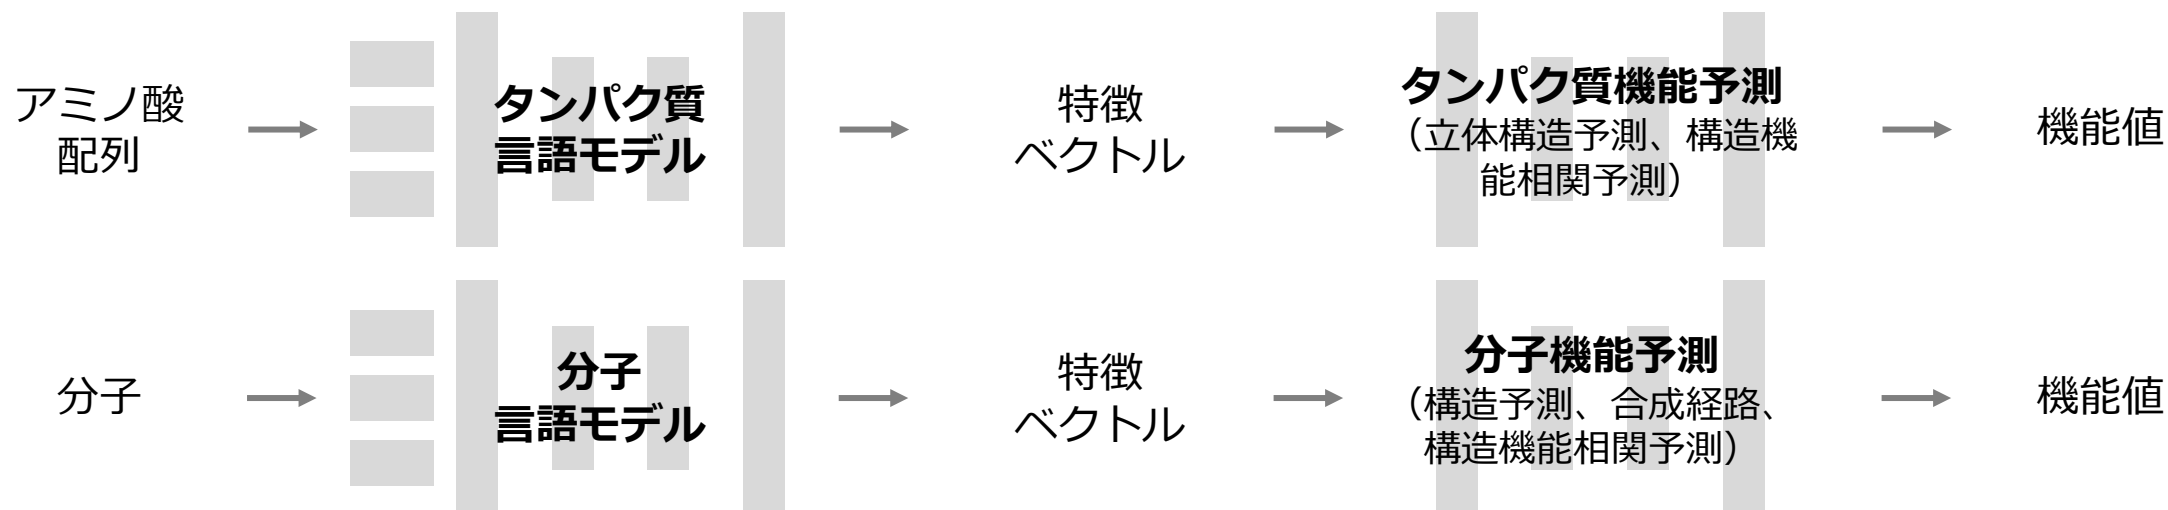 アミノ酸
配列
タンパク質
言語モデル
特徴
ベクトル
タンパク質機能予測
（立体構造予測、構造機
能相関予測）
機能値
分子
分子
言語モデル
特徴
ベクトル
分子機能予測
（構造予測、合成経路、
構造機能相関予測）
機能値